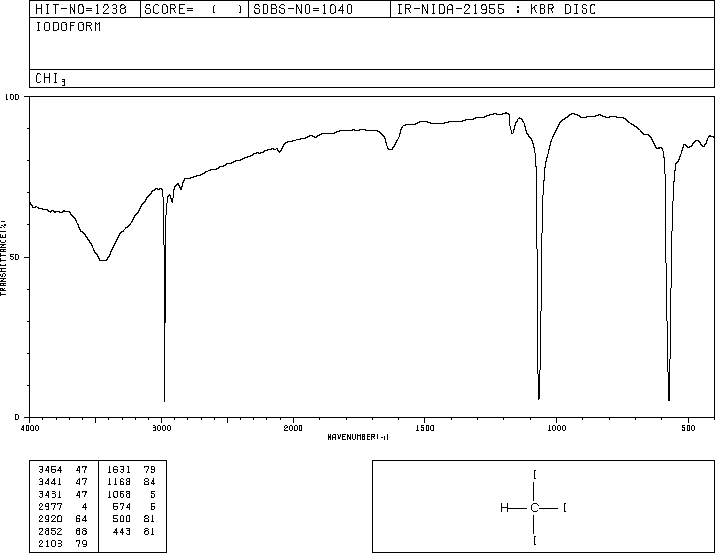 HIT-NO=1238 SCORE= ( ) SDBS-NO=1040 IR-NIDA-21955 : KBR DISC
IODOFORM
CHI3
100
50
0
TRANSMITTANCE(%)
4000 3000 2000 1500 1000 500
WAVENUMBER(-1)
3464 47 1631 79
3441 47 1168 84
3431 47 1068 5
2977 4 574 5
2920 64 500 81
2852 66 443 81
2103 79
I
H C I
I